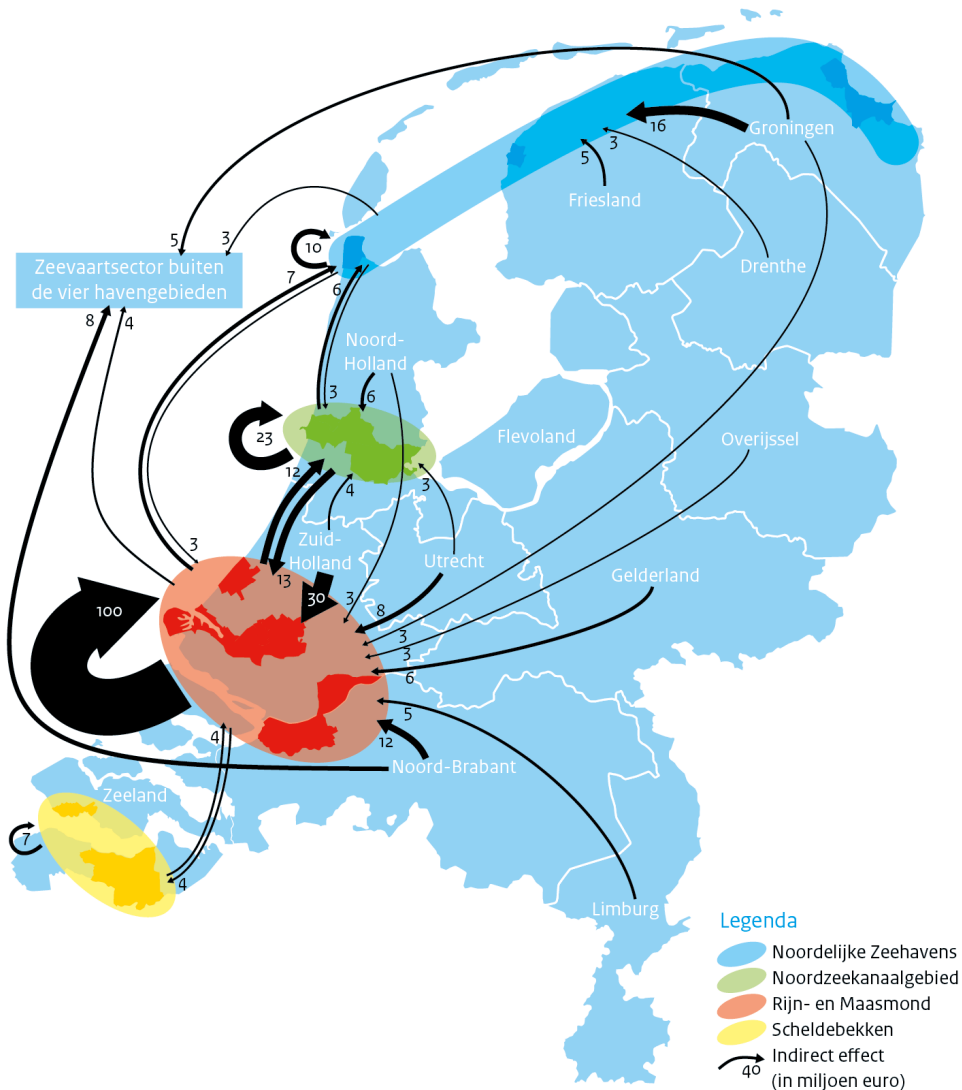 Groningen
16
3
5
Friesland
5
3
10
Zeevaartsector buiten
de vier havengebieden
Drenthe
7
6
8
4
Noord-
Holland
3
6
23
Flevoland
Overijssel
12
4
3
Zuid-
Holland
Utrecht
3
13
Gelderland
100
30
3
8
3
3
6
5
4
12
Noord-Brabant
Zeeland
7
4
Limburg
Legenda
Noordelijke Zeehavens
Noordzeekanaalgebied
Rijn- en Maasmond
Scheldebekken
40
Indirect effect
(in miljoen euro)